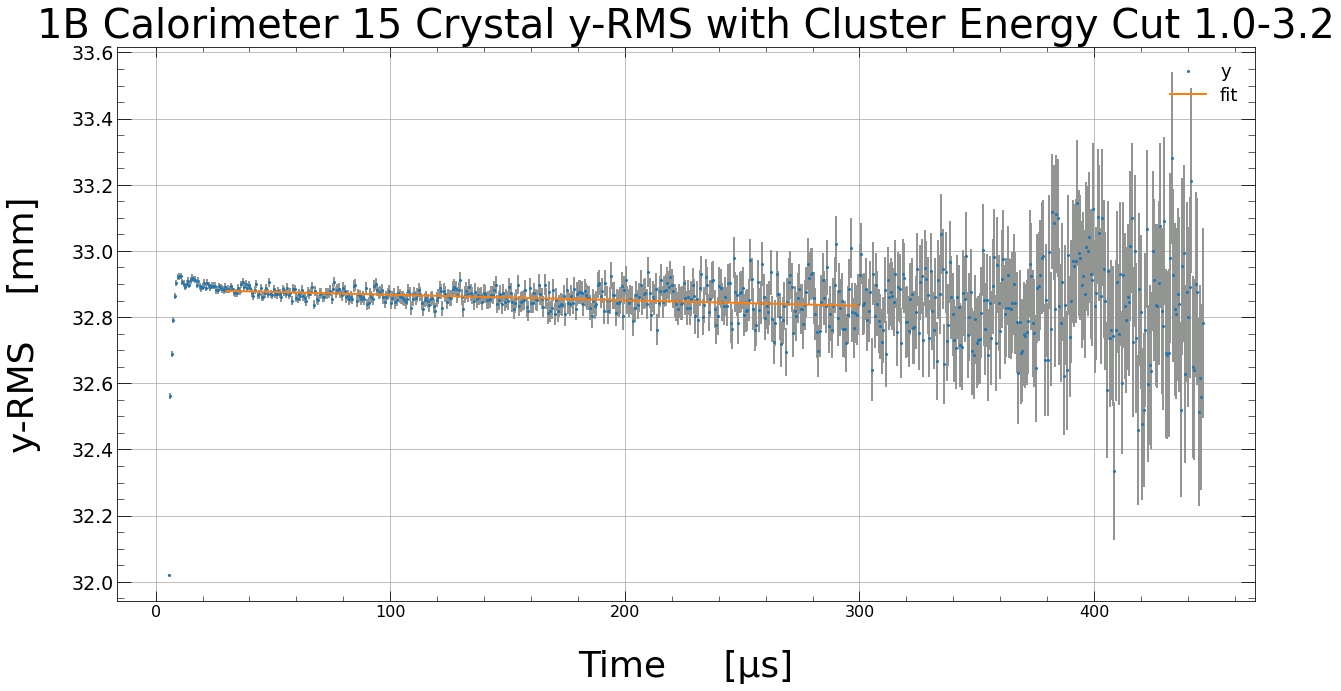 1B Calorimeter 15 Crystal y-RMS with Cluster Energy Cut 1.0-3.2
y-RMS [mm]
33.6
33.4
33.2
33.0
32.8
32.6
32.4
32.2
32.0
y
fit
0 100 200 300 400
Time [μs]